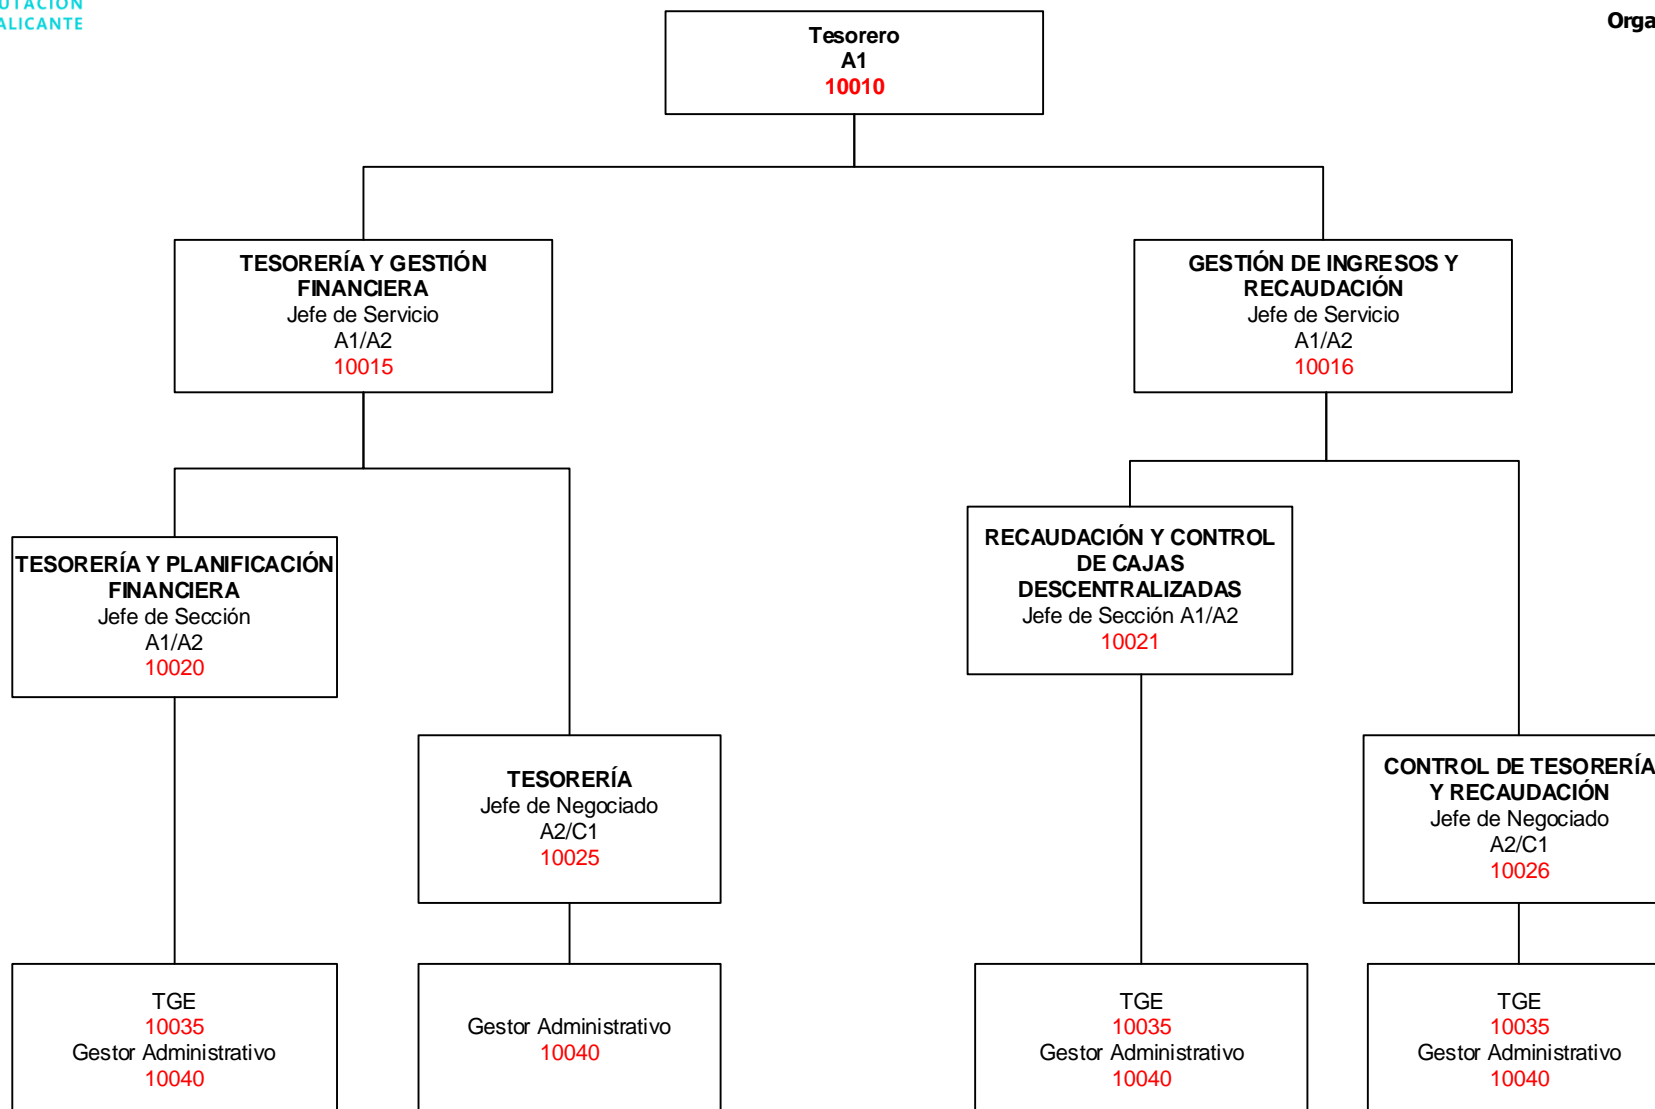 ALICANTE
Tesorero
A1
10010
TESORERÍA Y GESTIÓN
FINANCIERA
Jefe de Servicio
A1/A2
10015
GESTIÓN DE INGRESOS Y
RECAUDACIÓN
Jefe de Servicio
A1/A2
10016
TESORERÍA Y PLANIFICACIÓN
FINANCIERA
Jefe de Sección
A1/A2
10020
RECAUDACIÓN Y CONTROL
DE CAJAS
DESCENTRALIZADAS
Jefe de Sección A1/A2
10021
TESORERÍA
Jefe de Negociado
A2/C1
10025
CONTROL DE TESORERÍA
Y RECAUDACIÓN
Jefe de Negociado
A2/C1
10026
TGE
10035
Gestor Administrativo
10040
Gestor Administrativo
10040
TGE
10035
Gestor Administrativo
10040
TGE
10035
Gestor Administrativo
10040